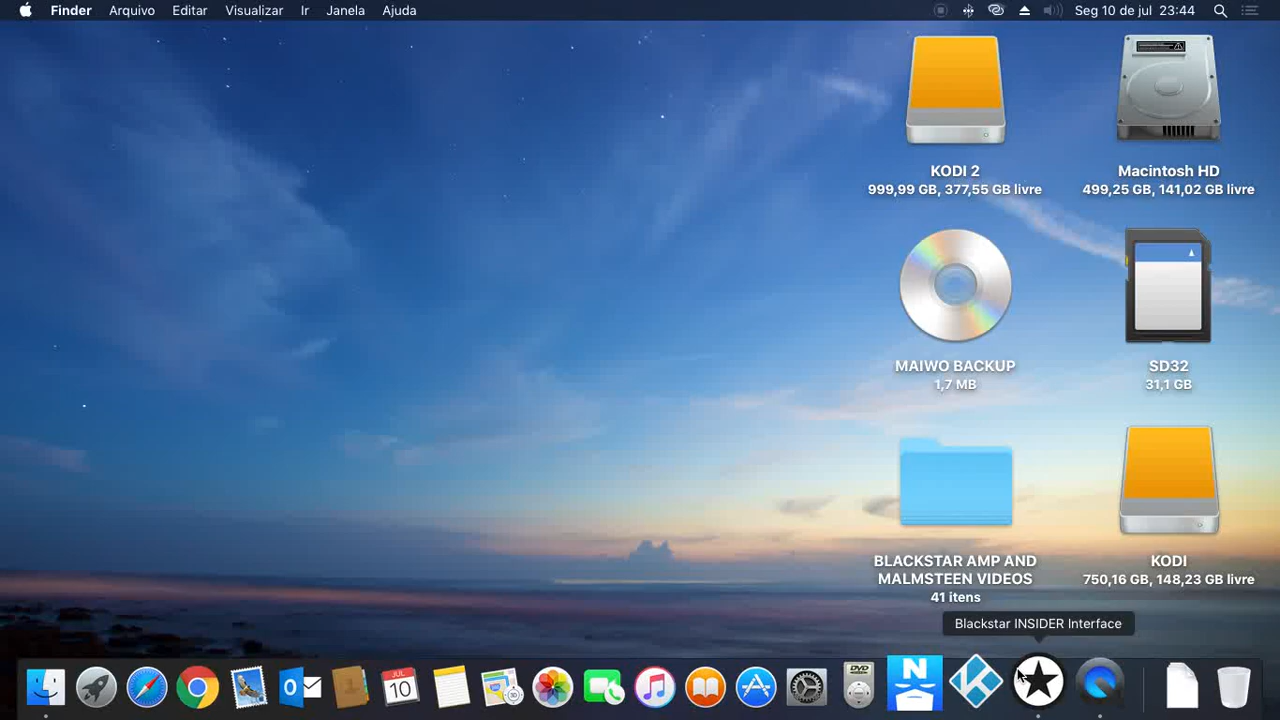 Finder Arquivo Editar Visualizar Ir Janela Ajuda Seg 10 de jul 23:44
KODI 2
999,99 GB, 377,55 GB livre
Macintosh HD
499,25 GB, 141,02 GB livre
MAIWO BACKUP
1,7 MB
SD32
31,1 GB
BLACKSTAR AMP AND
MALMSTEEN VIDEOS
41 itens
KODI
750,16 GB, 148,23 GB livre
Blackstar INSIDER Interface
JUL
10
DVD
N